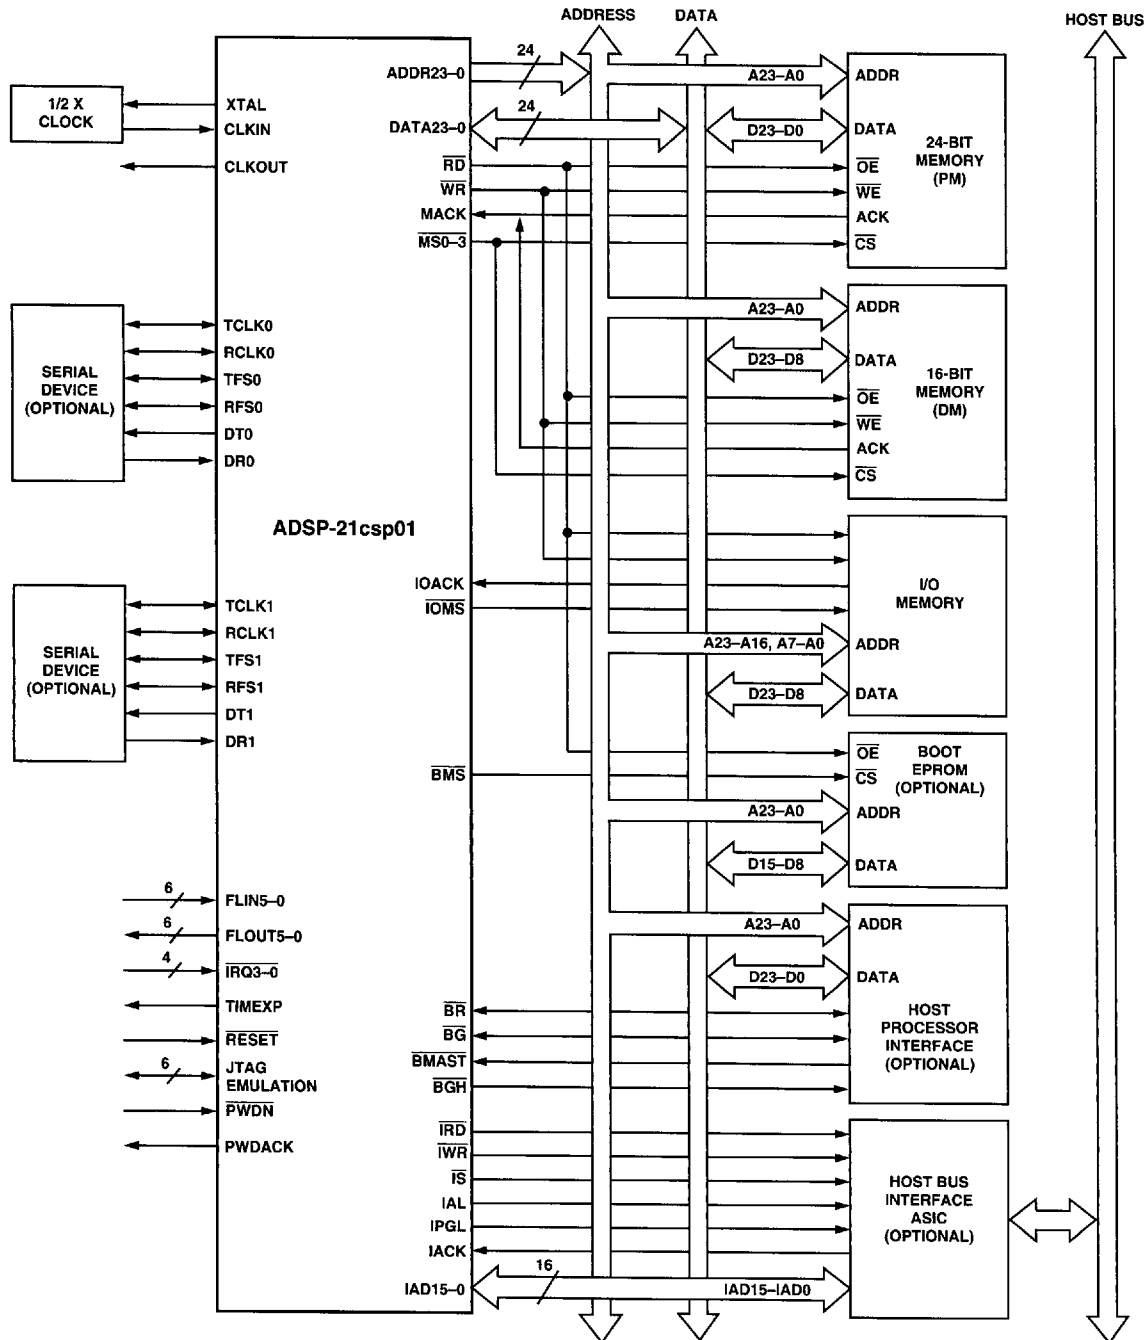 ADDRESS
DATA
HOST BUS
1/2 X
CLOCK
XTAL
CLKIN
CLKOUT
SERIAL
DEVICE
(OPTIONAL)
TCLK0
RCLK0
TFS0
RFS0
DT0
DR0
ADSP-21csp01
SERIAL
DEVICE
(OPTIONAL)
TCLK1
RCLK1
TFS1
RFS1
DT1
DR1
6
FLIN5–0
6
FLOUT5–0
4
IRQ3–0
TIMEXP
RESET
6
JTAG
EMULATION
PWDN
PWDACK
ADDR23–0
24
DATA23–0
24
RD
WR
MACK
MS0–3
IOACK
IOMS
BMS
BR
BG
BMAST
BGH
IRD
IWR
IS
IAL
IPGL
IACK
IAD15–0
16
A23–A0
ADDR
D23–D0
DATA
OE
WE
ACK
CS
24-BIT
MEMORY
(PM)
A23–A0
ADDR
D23–D8
DATA
OE
WE
ACK
CS
16-BIT
MEMORY
(DM)
I/O
MEMORY
A23–A16, A7–A0
ADDR
D23–D8
DATA
OE
CS
BOOT
EPROM
(OPTIONAL)
A23–A0
ADDR
D15–D8
DATA
A23–A0
ADDR
D23–D0
DATA
HOST
PROCESSOR
INTERFACE
(OPTIONAL)
HOST BUS
INTERFACE
ASIC
(OPTIONAL)
IAD15–IAD0